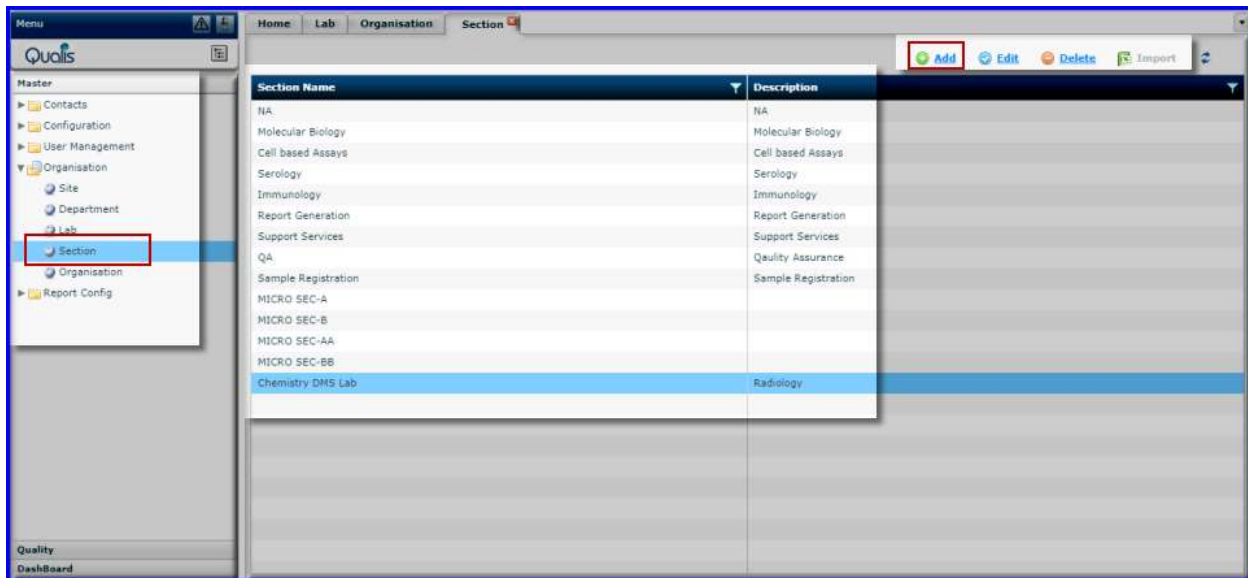 Menu
Home Lab Organisation Section
Qualis
Add Edit Delete Import
Master
Contacts
Configuration
User Management
Organisation
Site
Department
Lab
Section
Organisation
Report Config
Section Name Description
NA NA
Molecular Biology Molecular Biology
Cell based Assays Cell based Assays
Serology Serology
Immunology Immunology
Report Generation Report Generation
Support Services Support Services
QA Qaulity Assurance
Sample Registration Sample Registration
MICRO SEC-A
MICRO SEC-B
MICRO SEC-AA
MICRO SEC-BB
Chemistry DMS Lab Radiology
Quality
DashBoard